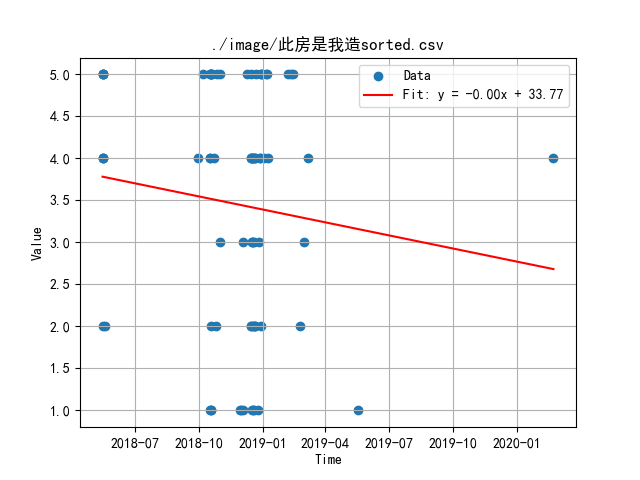 ./image/此房是我造sorted.csv
Data
Fit: y = -0.00x + 33.77
5.0
4.5
4.0
3.5
3.0
2.5
2.0
1.5
1.0
Value
2018-07 2018-10 2019-01 2019-04 2019-07 2019-10 2020-01
Time